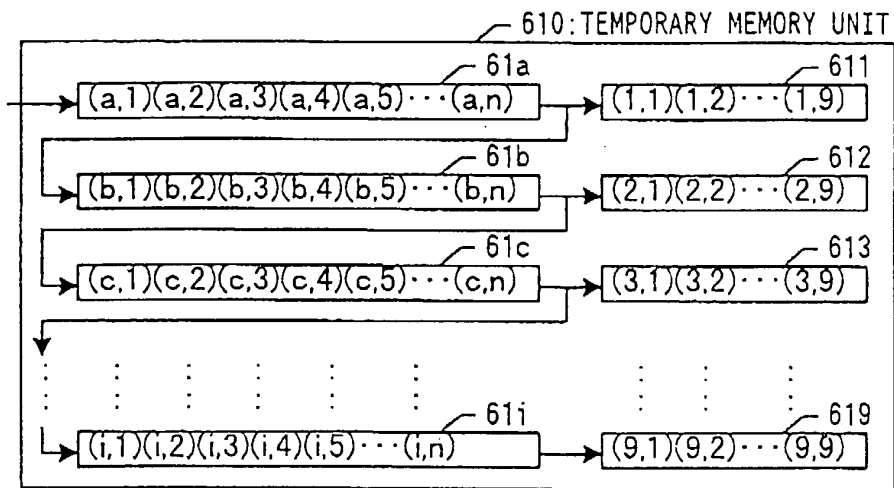 610:TEMPORARY MEMORY UNIT
61a 611
(a,1)(a,2)(a,3)(a,4)(a,5)···(a,n) (1,1)(1,2)···(1,9)
61b 612
(b,1)(b,2)(b,3)(b,4)(b,5)···(b,n) (2,1)(2,2)···(2,9)
61c 613
(c,1)(c,2)(c,3)(c,4)(c,5)···(c,n) (3,1)(3,2)···(3,9)
61i 619
(i,1)(i,2)(i,3)(i,4)(i,5)···(i,n) (9,1)(9,2)···(9,9)